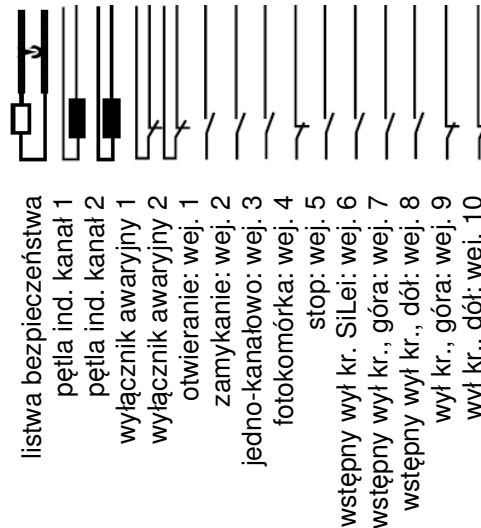 listwa bezpieczeństwa
pętla ind. kanał 1
pętla ind. kanał 2
wyłącznik awaryjny 1
wyłącznik awaryjny 2
otwieranie: wej. 1
zamykanie: wej. 2
jedno-kanałowo: wej. 3
fotokomórka: wej. 4
stop: wej. 5
wstępny wył kr. SiLei: wej. 6
wstępny wył kr., góra: wej. 7
wstępny wył kr., dół: wej. 8
wył kr., góra: wej. 9
wył kr., dół: wej. 10